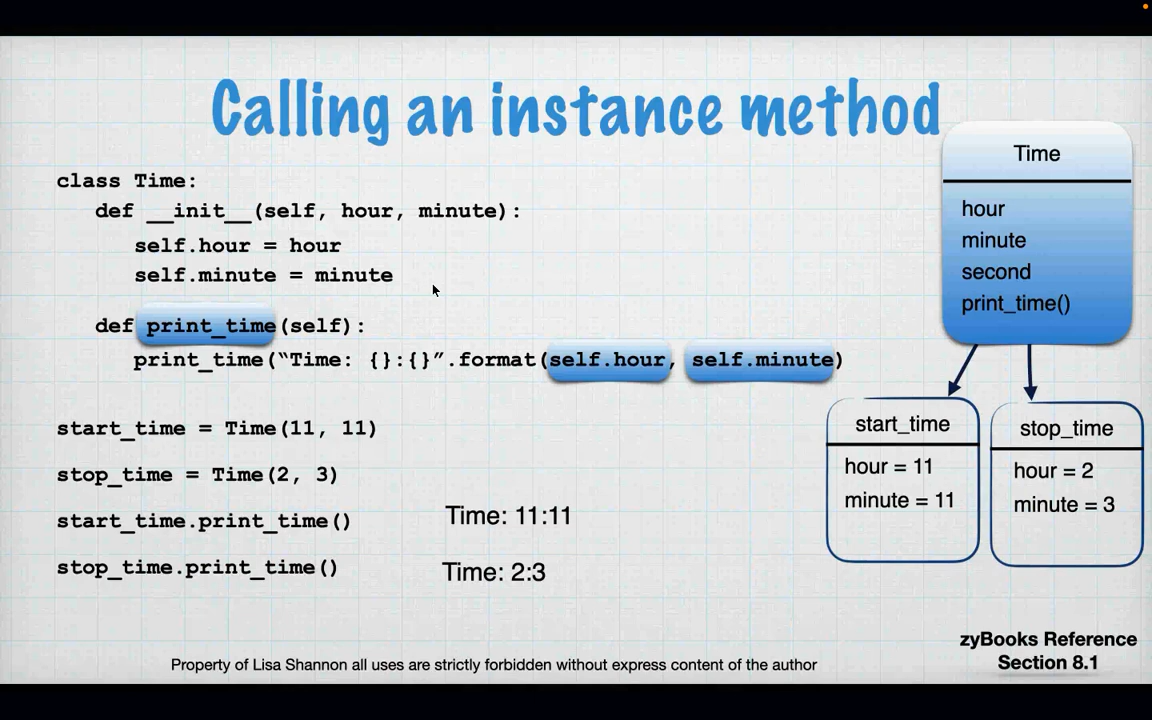 Calling an instance method
class Time:
def __init__(self, hour, minute):
self.hour = hour
self.minute = minute
def print_time(self):
print_time(“Time: {}:{}”.format(self.hour, self.minute)
start_time = Time(11, 11)
stop_time = Time(2, 3)
start_time.print_time()
stop_time.print_time()
Time: 11:11
Time: 2:3
Time
hour
minute
second
print_time()
start_time
hour = 11
minute = 11
stop_time
hour = 2
minute = 3
zyBooks Reference
Section 8.1
Property of Lisa Shannon all uses are strictly forbidden without express content of the author